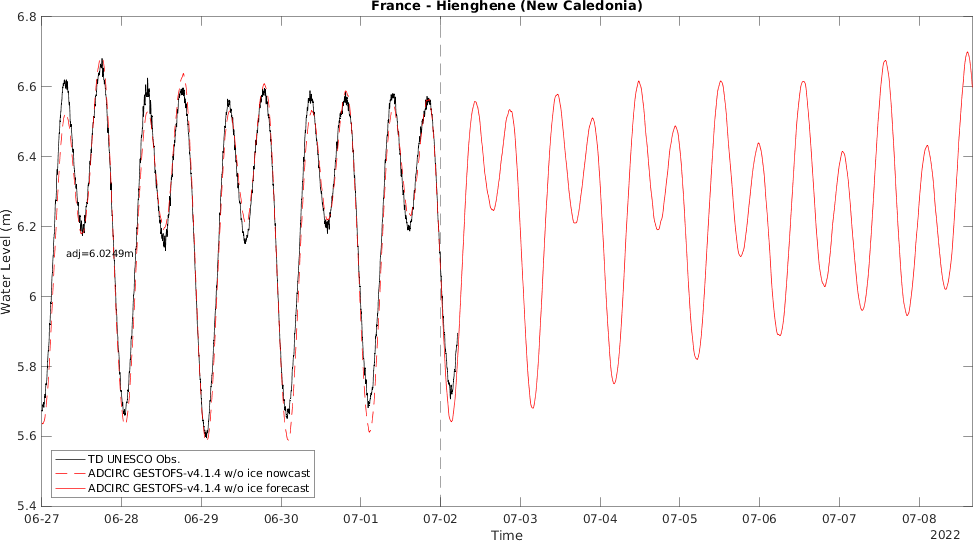 France - Hienghene (New Caledonia)
6.8
6.6
6.4
6.2
6
5.8
5.6
5.4
Water Level (m)
adj=6.0249m
TD UNESCO Obs.
ADCIRC GESTOFS-v4.1.4 w/o ice nowcast
ADCIRC GESTOFS-v4.1.4 w/o ice forecast
06-27 06-28 06-29 06-30 07-01 07-02 07-03 07-04 07-05 07-06 07-07 07-08
2022
Time